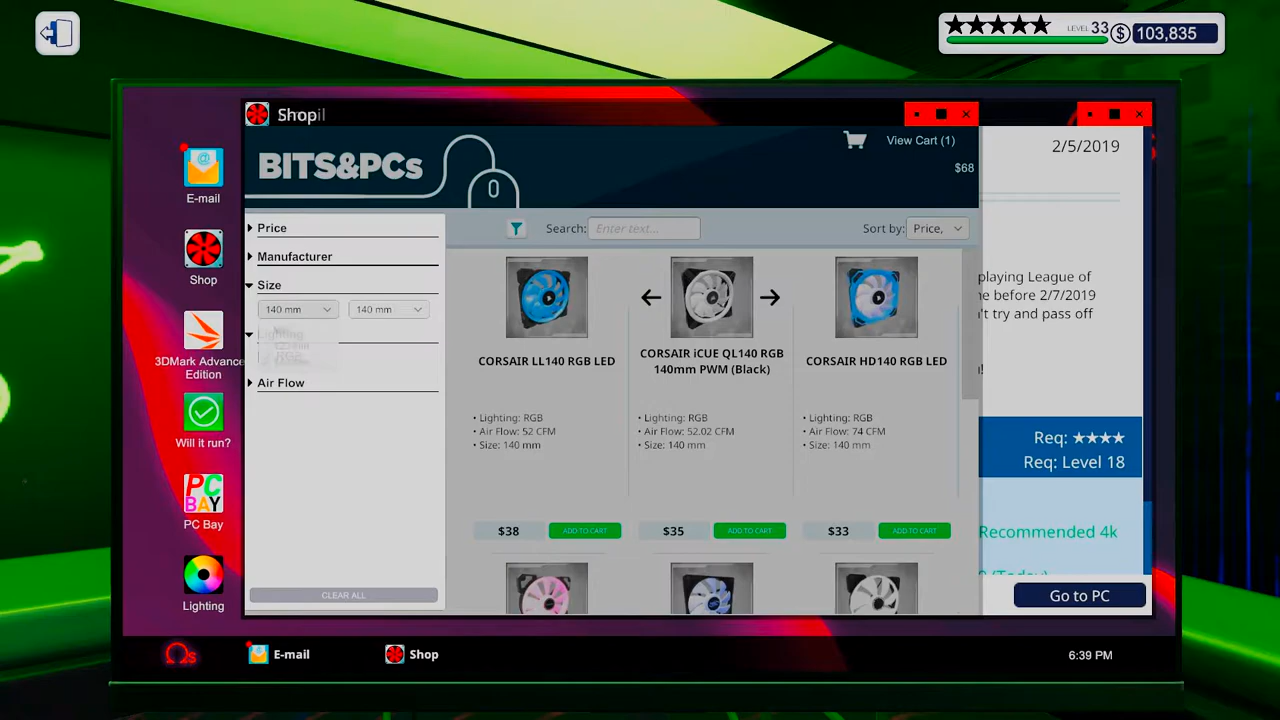 LEVEL 33
$ 103,835
Shop
2/5/2019
BITS&PCs
View Cart (1)
$68
E-mail
Price
Search: Enter text...
Sort by: Price,
Manufacturer
Size
140 mm
140 mm
Lighting
RGB
Air Flow
Shop
3DMark Advance
Edition
Will it run?
PC
BAY
PC Bay
Lighting
CORSAIR LL140 RGB LED
• Lighting: RGB
• Air Flow: 52 CFM
• Size: 140 mm
$38
ADD TO CART
CORSAIR iCUE QL140 RGB
140mm PWM (Black)
• Lighting: RGB
• Air Flow: 52.02 CFM
• Size: 140 mm
$35
ADD TO CART
CORSAIR HD140 RGB LED
• Lighting: RGB
• Air Flow: 74 CFM
• Size: 140 mm
$33
ADD TO CART
CLEAR ALL
playing League of
e before 2/7/2019
't try and pass off
Req: ★★★★
Req: Level 18
Recommended 4k
Go to PC
E-mail
Shop
6:39 PM